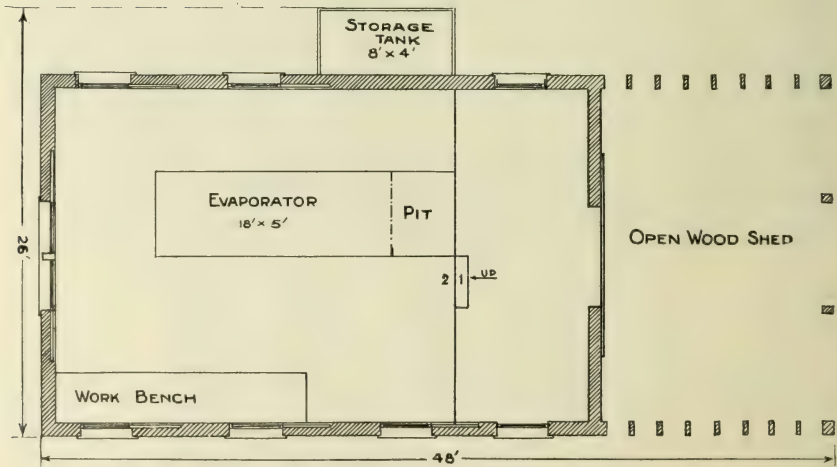 STORAGE
TANK
8' × 4'
EVAPORATOR
18' × 5'
PIT
OPEN WOOD SHED
26'
2 1 UP
WORK BENCH
48'